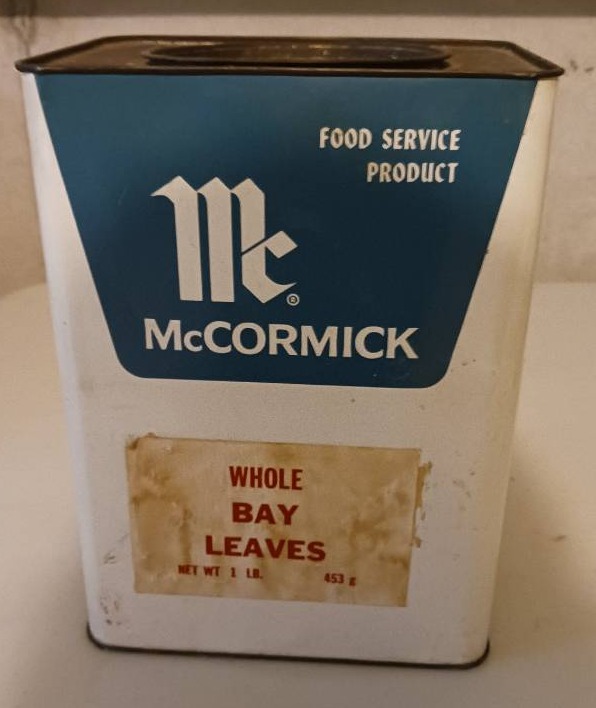 FOOD SERVICE
PRODUCT
Mc®
McCORMICK
WHOLE
BAY
LEAVES
NET WT 1 LB. 453 g